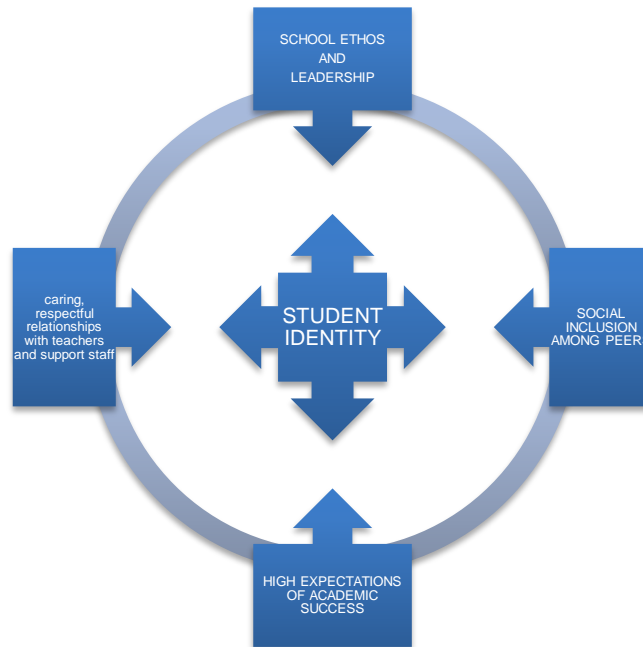 SCHOOL ETHOS
AND
LEADERSHIP
caring,
respectful
relationships
with teachers
and support staff
STUDENT
IDENTITY
SOCIAL
INCLUSION
AMONG PEER
HIGH EXPECTATIONS
OF ACADEMIC
SUCCESS